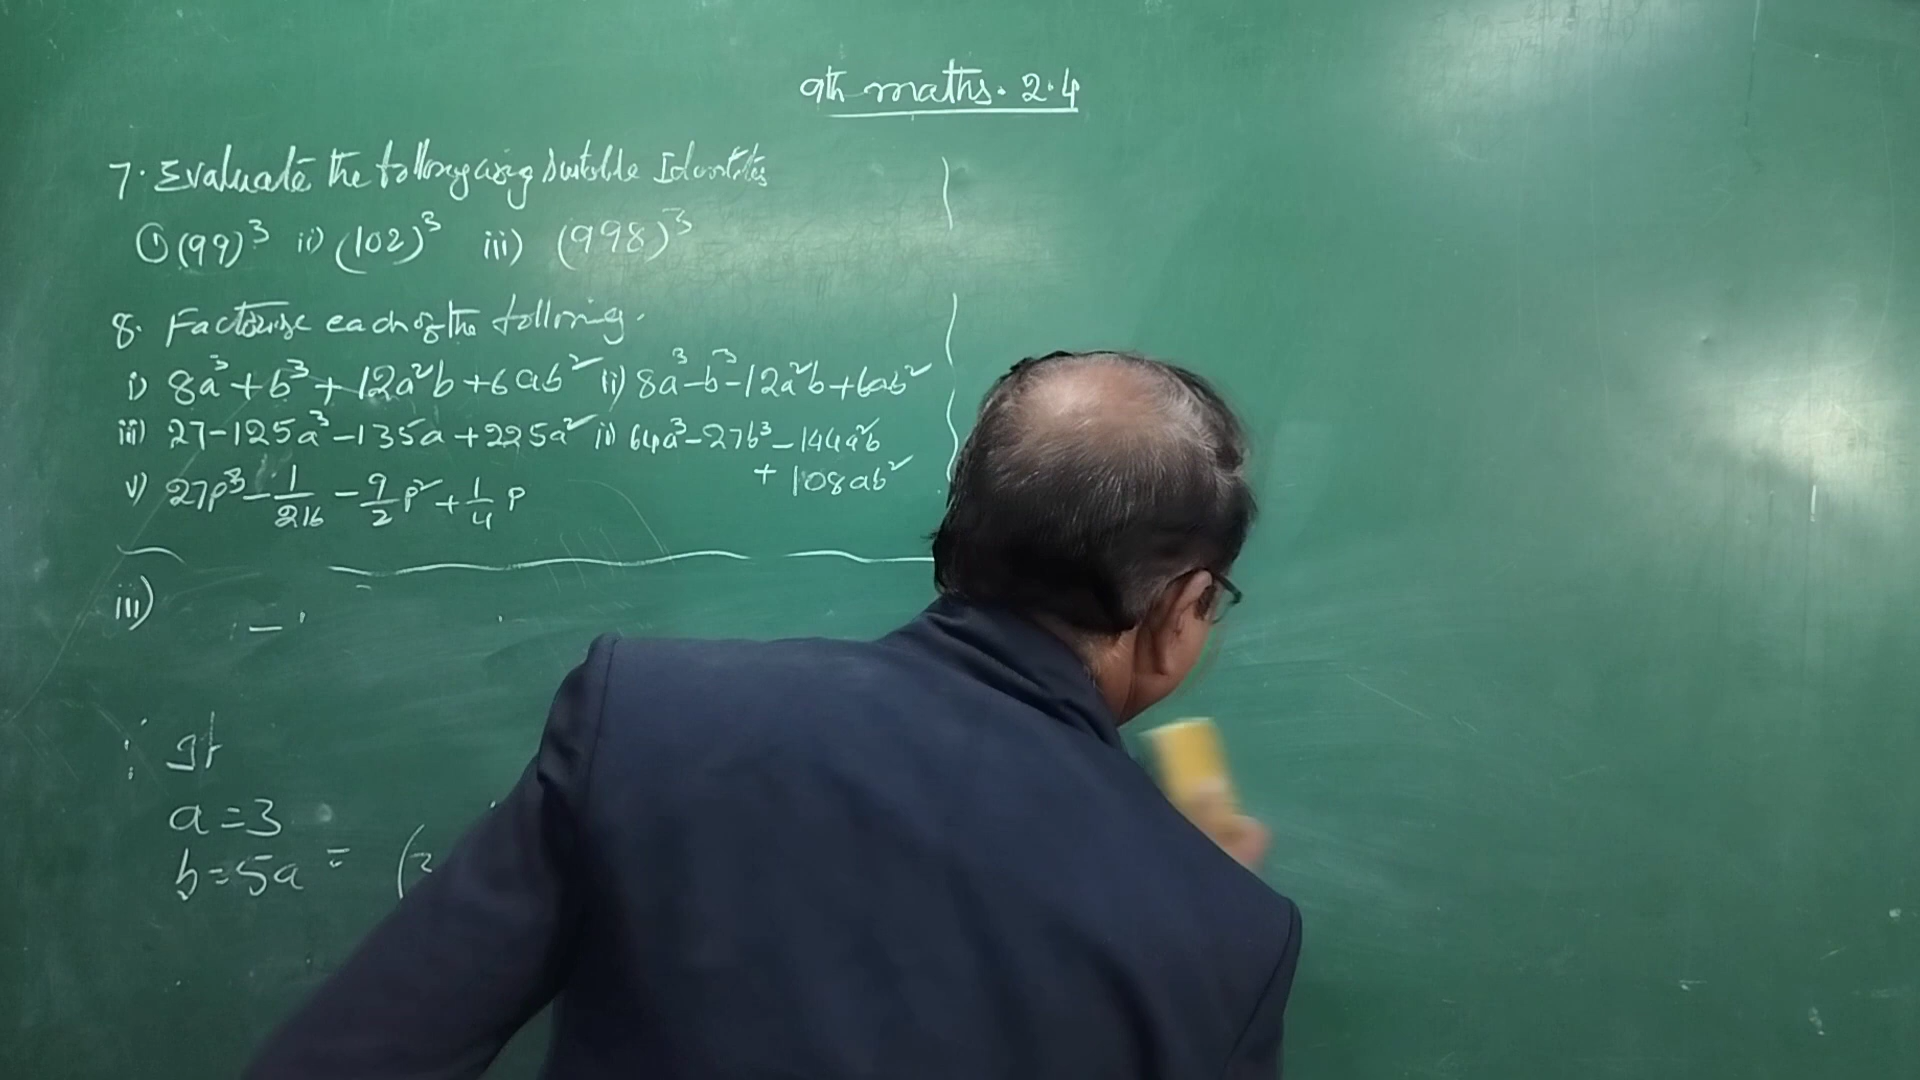 9th maths. 2.4
7. Evaluate the following using suitable Identities
① (99)³ ii) (102)³ iii) (998)³
8. Factorise each of the following.
i) 8a³+b³+12a²b+6ab² ii) 8a³-b³-12a²b+6ab²
iii) 27-125a³-135a+225a² iv) 64a³-27b³-144a²b
+108ab²
v) 27p³-1/216-9/2p²+1/4p
iii)
a=3
b=5a =